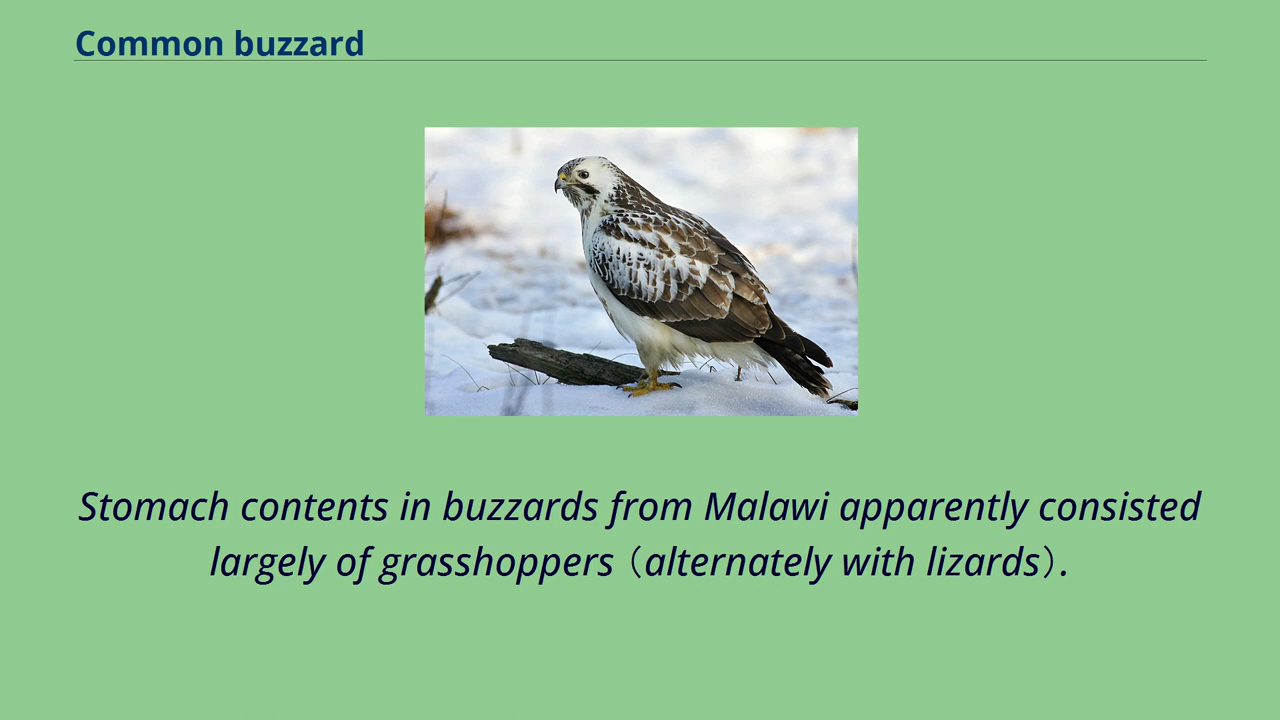 Common buzzard
Stomach contents in buzzards from Malawi apparently consisted
largely of grasshoppers（alternately with lizards）.